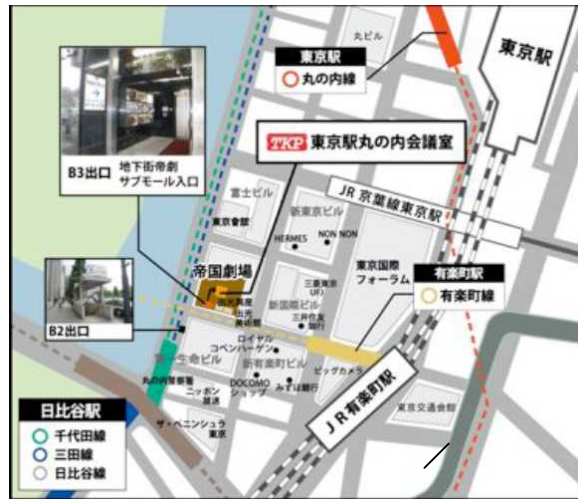 丸ビル
東京駅
丸の内線
東京駅
B3出口
地下街帝劇
サブモール入口
TKP 東京駅丸の内会議室
JR京葉線東京駅
富士ビル
東京會舘
新東京ビル
HERMES
NON NON
帝国劇場
東京国際
フォーラム
有楽町駅
有楽町線
三菱東京
UFJ
出光興産
出光
美術館
新国際ビル
三井住友
銀行
B2出口
ロイヤル
コペンハーゲン
第一生命ビル
新有楽町ビル
ビックカメラ
丸の内警察署
ニッポン
放送
DOCOMO
ショップ
みずほ銀行
JR有楽町駅
東京交通会館
ザ・ペニンシュラ
東京
日比谷駅
千代田線
三田線
日比谷線